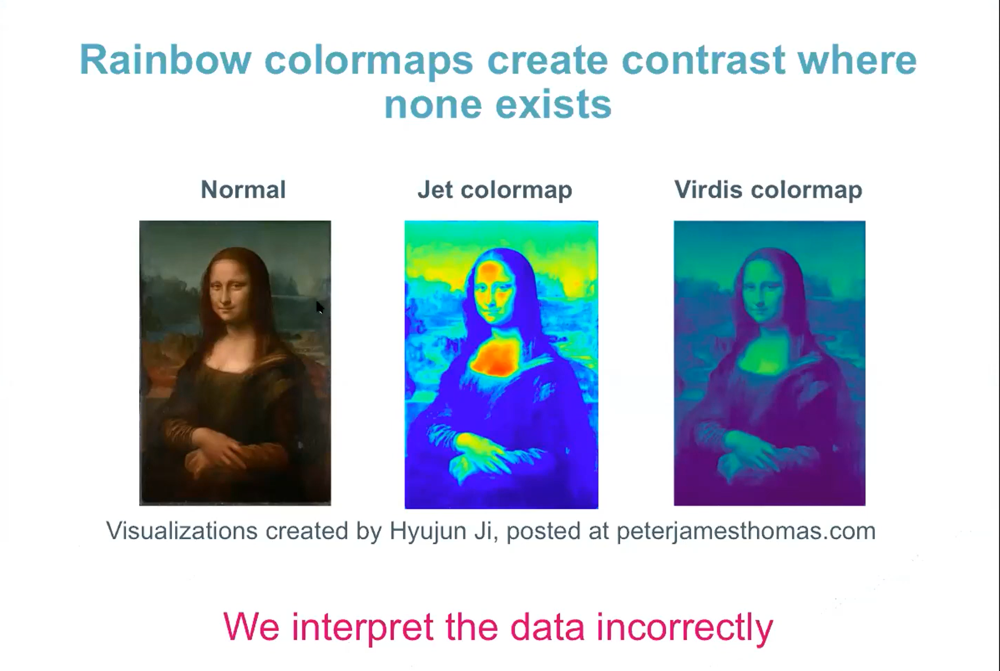 Rainbow colormaps create contrast where
none exists
Normal
Jet colormap
Virdis colormap
Visualizations created by Hyujun Ji, posted at peterjamesthomas.com
We interpret the data incorrectly